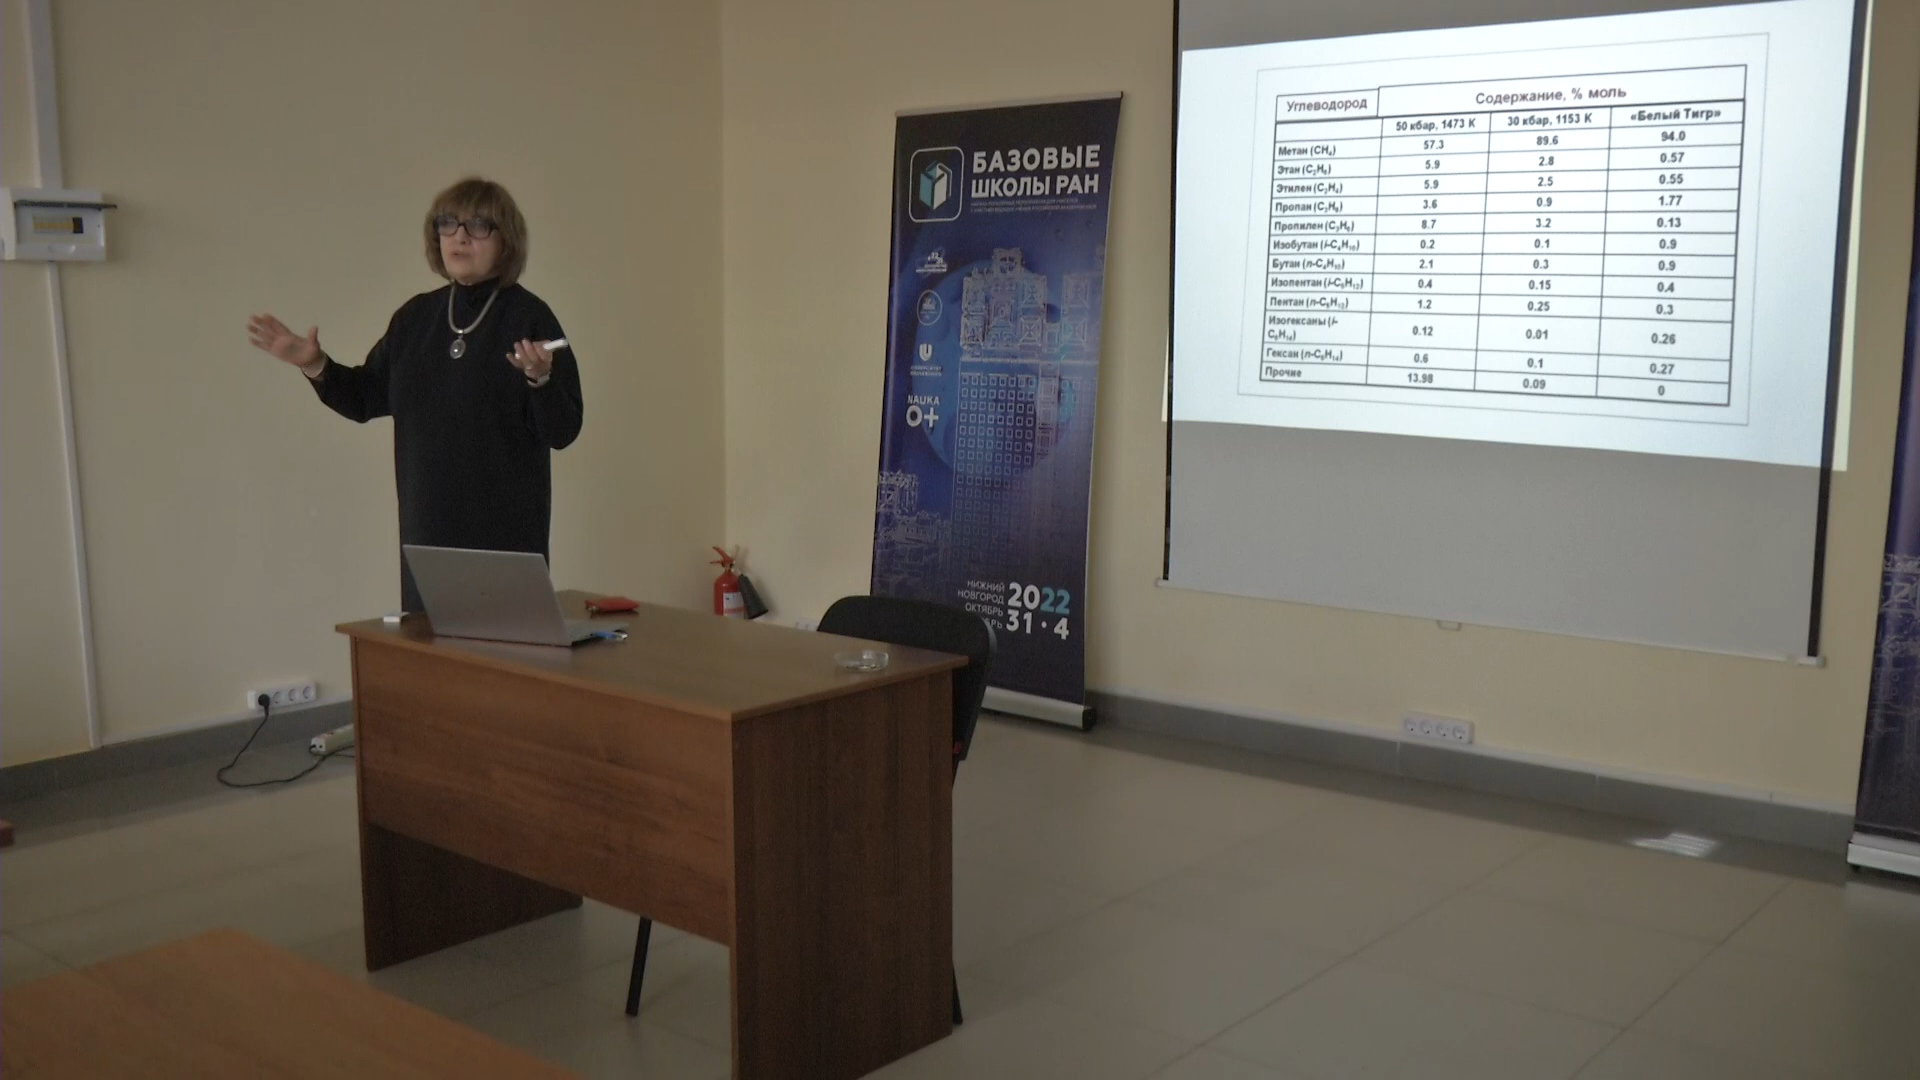 БАЗОВЫЕ
ШКОЛЫ РАН
NAUKA
0+
НИЖНИЙ
НОВГОРОД
ОКТЯБРЬ
2022
31 · 4
Углеводород Содержание, % моль
50 кбар, 1473 К 30 кбар, 1153 К «Белый Тигр»
Метан (CH₄) 57.3 89.6 94.0
Этан (C₂H₆) 5.9 2.8 0.57
Этилен (C₂H₄) 5.9 2.5 0.55
Пропан (C₃H₈) 3.6 0.9 1.77
Пропилен (C₃H₆) 8.7 3.2 0.13
Изобутан (i-C₄H₁₀) 0.2 0.1 0.9
Бутан (n-C₄H₁₀) 2.1 0.3 0.9
Изопентан (i-C₅H₁₂) 0.4 0.15 0.4
Пентан (n-C₅H₁₂) 1.2 0.25 0.3
Изогексаны (i-
C₆H₁₄) 0.12 0.01 0.26
Гексан (n-C₆H₁₄) 0.6 0.1 0.27
Прочие 13.98 0.09 0